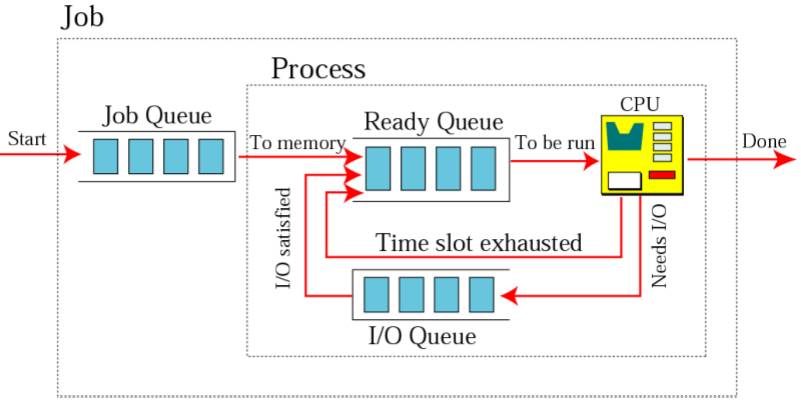 Job
Process
CPU
Job Queue
Ready Queue
Start
To memory
To be run
Done
I/O satisfied
Time slot exhausted
Needs I/O
I/O Queue